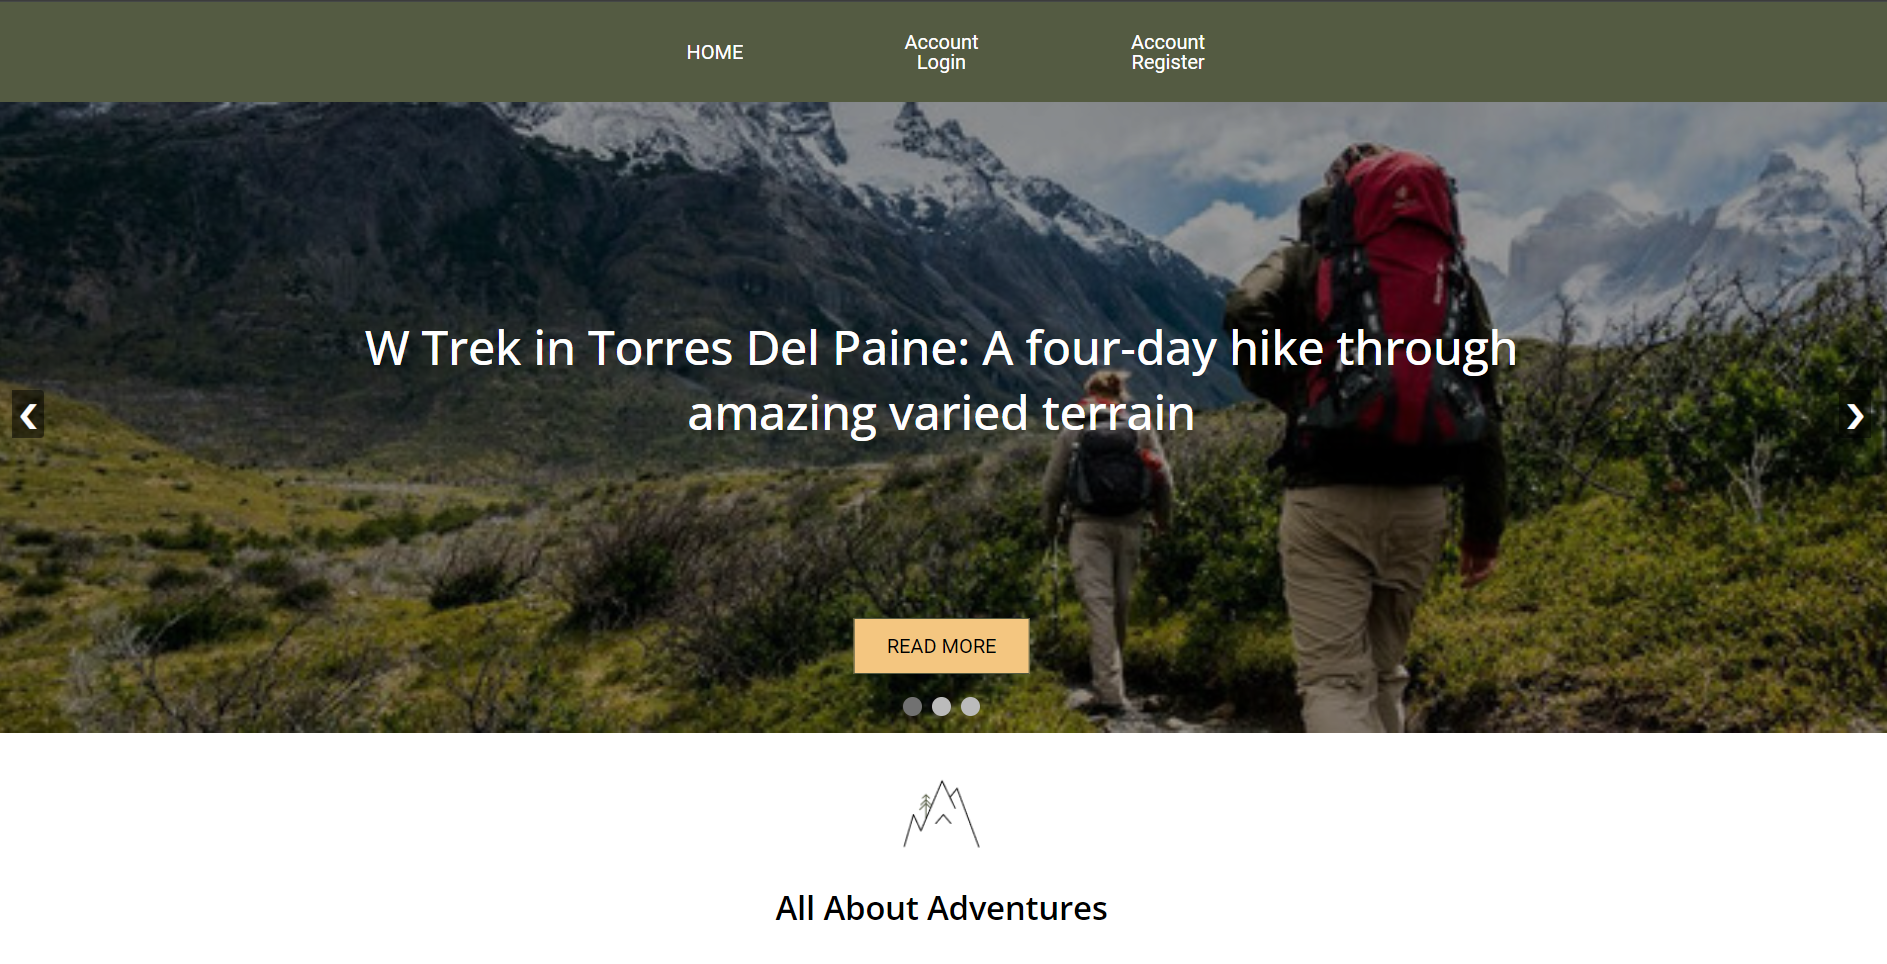 HOME
Account
Login
Account
Register
W Trek in Torres Del Paine: A four-day hike through
amazing varied terrain
❮
❯
READ MORE
All About Adventures